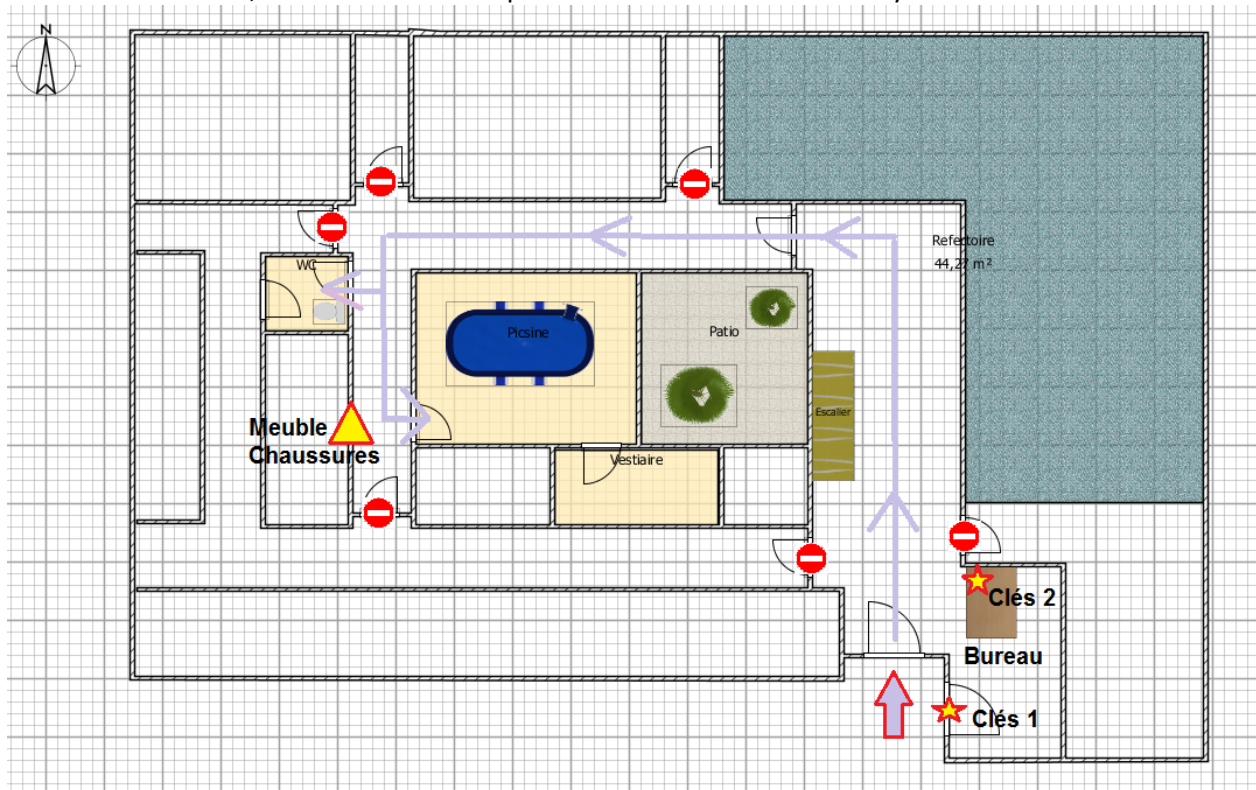 N
Refectoire
44,27 m²
WC
Picsine
Patio
Escalier
Meuble
Chaussures
Vestiaire
Clés 2
Bureau
Clés 1